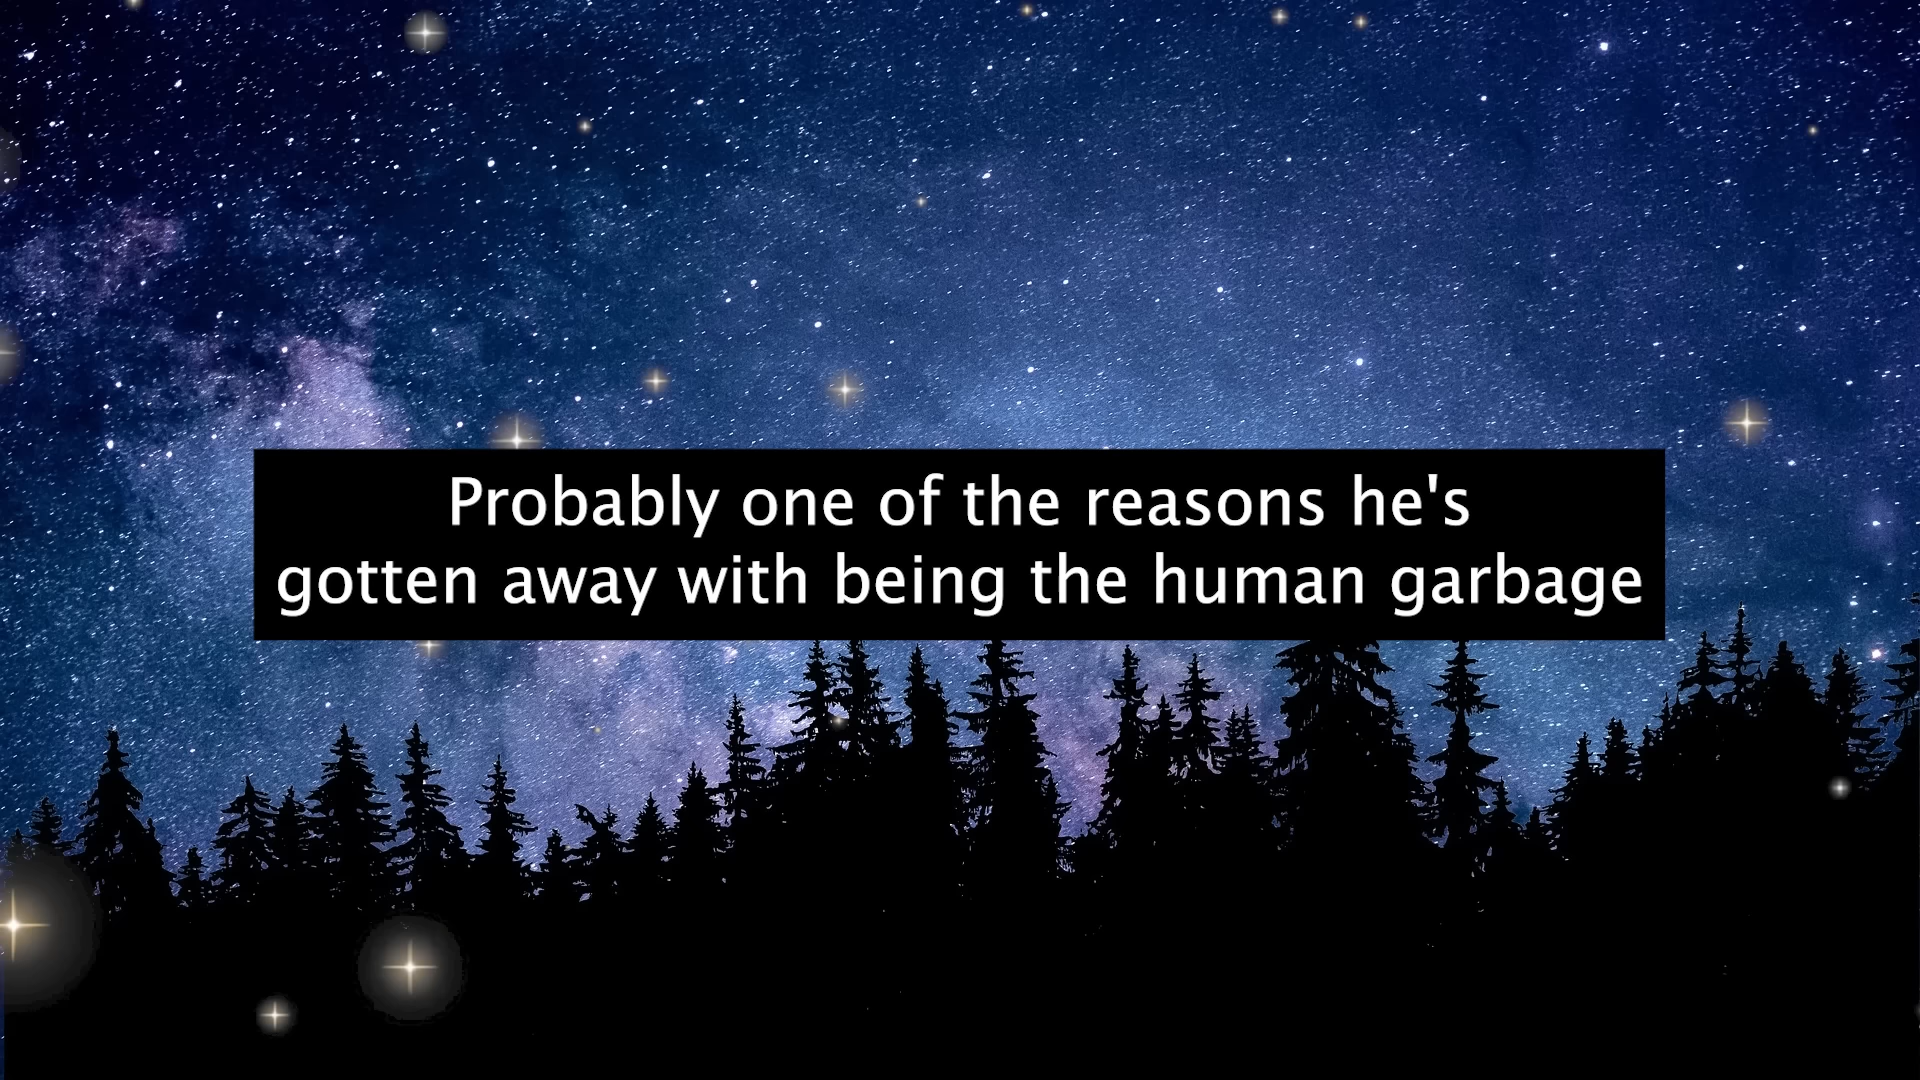 Probably one of the reasons he's
gotten away with being the human garbage